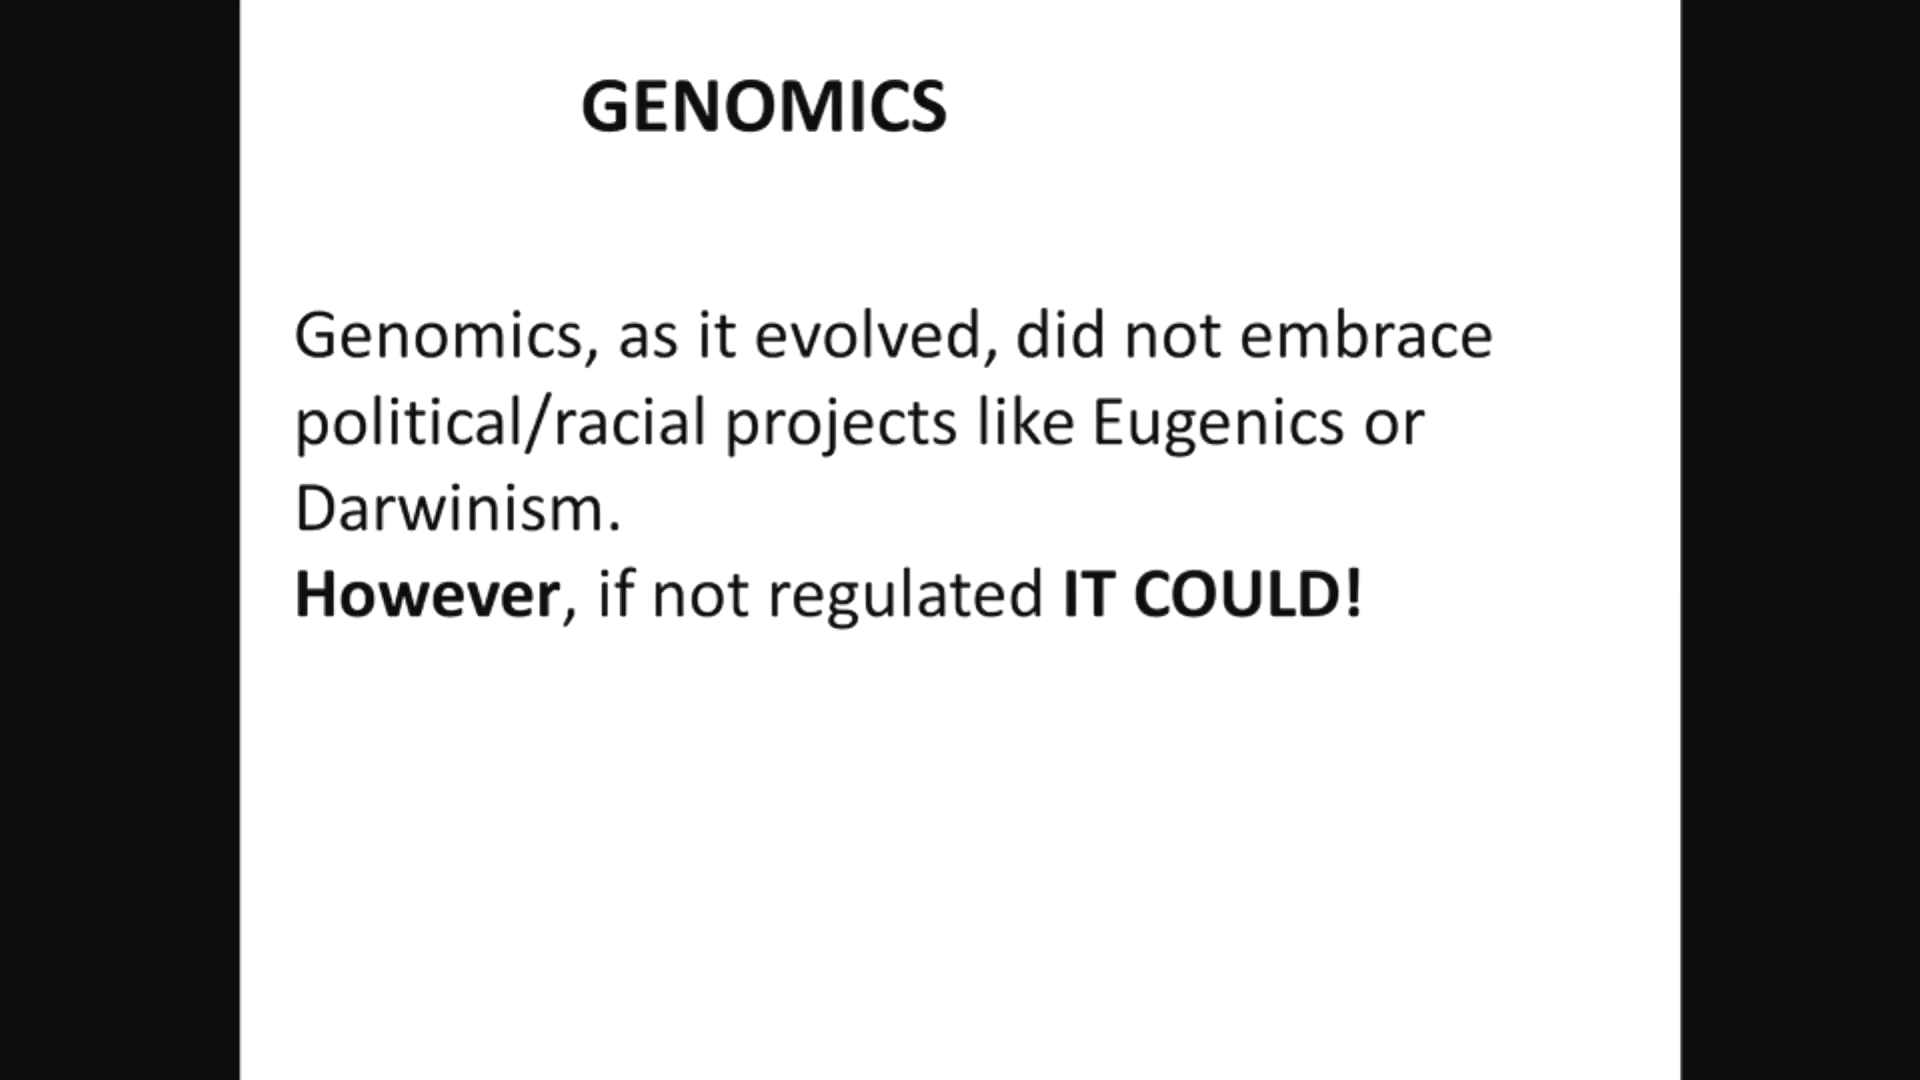 GENOMICS
Genomics, as it evolved, did not embrace
political/racial projects like Eugenics or
Darwinism.
However, if not regulated IT COULD!